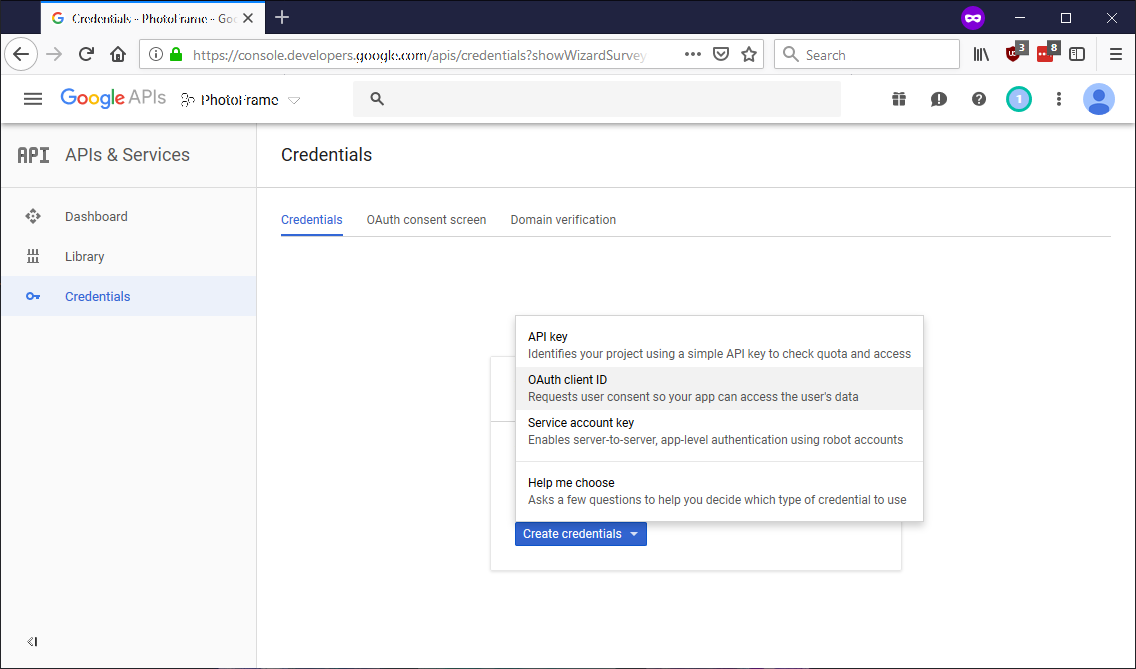 Credentials - PhotoFrame - Goo
https://console.developers.google.com/apis/credentials?showWizardSurvey
Search
3
8
Google APIs
PhotoFrame
1
API
APIs & Services
Credentials
Dashboard
Library
Credentials
Credentials
OAuth consent screen
Domain verification
API key
Identifies your project using a simple API key to check quota and access
OAuth client ID
Requests user consent so your app can access the user's data
Service account key
Enables server-to-server, app-level authentication using robot accounts
Help me choose
Asks a few questions to help you decide which type of credential to use
Create credentials